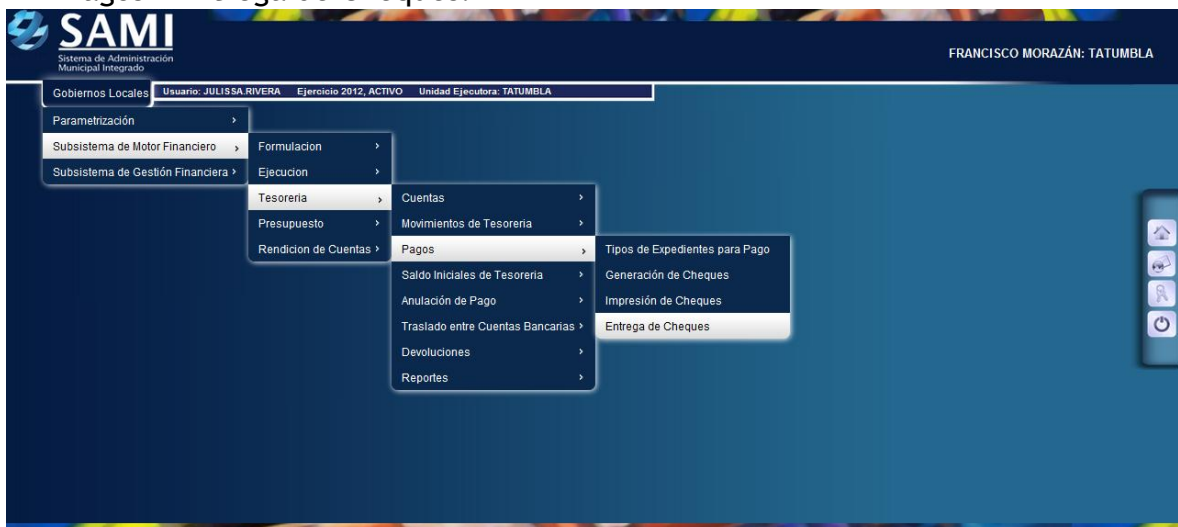 SAMI
Sistema de Administración
Municipal Integrado
FRANCISCO MORAZÁN: TATUMBLA
Gobiernos Locales
Usuario: JULISSA.RIVERA Ejercicio 2012, ACTIVO Unidad Ejecutora: TATUMBLA
Parametrización
Subsistema de Motor Financiero
Subsistema de Gestión Financiera
Formulacion
Ejecucion
Tesoreria
Presupuesto
Rendicion de Cuentas
Cuentas
Movimientos de Tesoreria
Pagos
Saldo Iniciales de Tesoreria
Anulación de Pago
Traslado entre Cuentas Bancarias
Devoluciones
Reportes
Tipos de Expedientes para Pago
Generación de Cheques
Impresión de Cheques
Entrega de Cheques